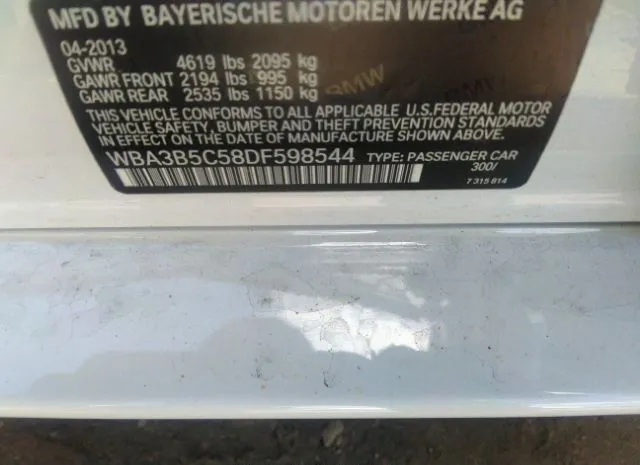 MFD BY BAYERISCHE MOTOREN WERKE AG
04-2013
GVWR 4619 lbs 2095 kg
GAWR FRONT 2194 lbs 995 kg
GAWR REAR 2535 lbs 1150 kg
THIS VEHICLE CONFORMS TO ALL APPLICABLE U.S.FEDERAL MOTOR
VEHICLE SAFETY, BUMPER AND THEFT PREVENTION STANDARDS
IN EFFECT ON THE DATE OF MANUFACTURE SHOWN ABOVE.
WBA3B5C58DF598544 TYPE: PASSENGER CAR
300/
7 315 814
BMW